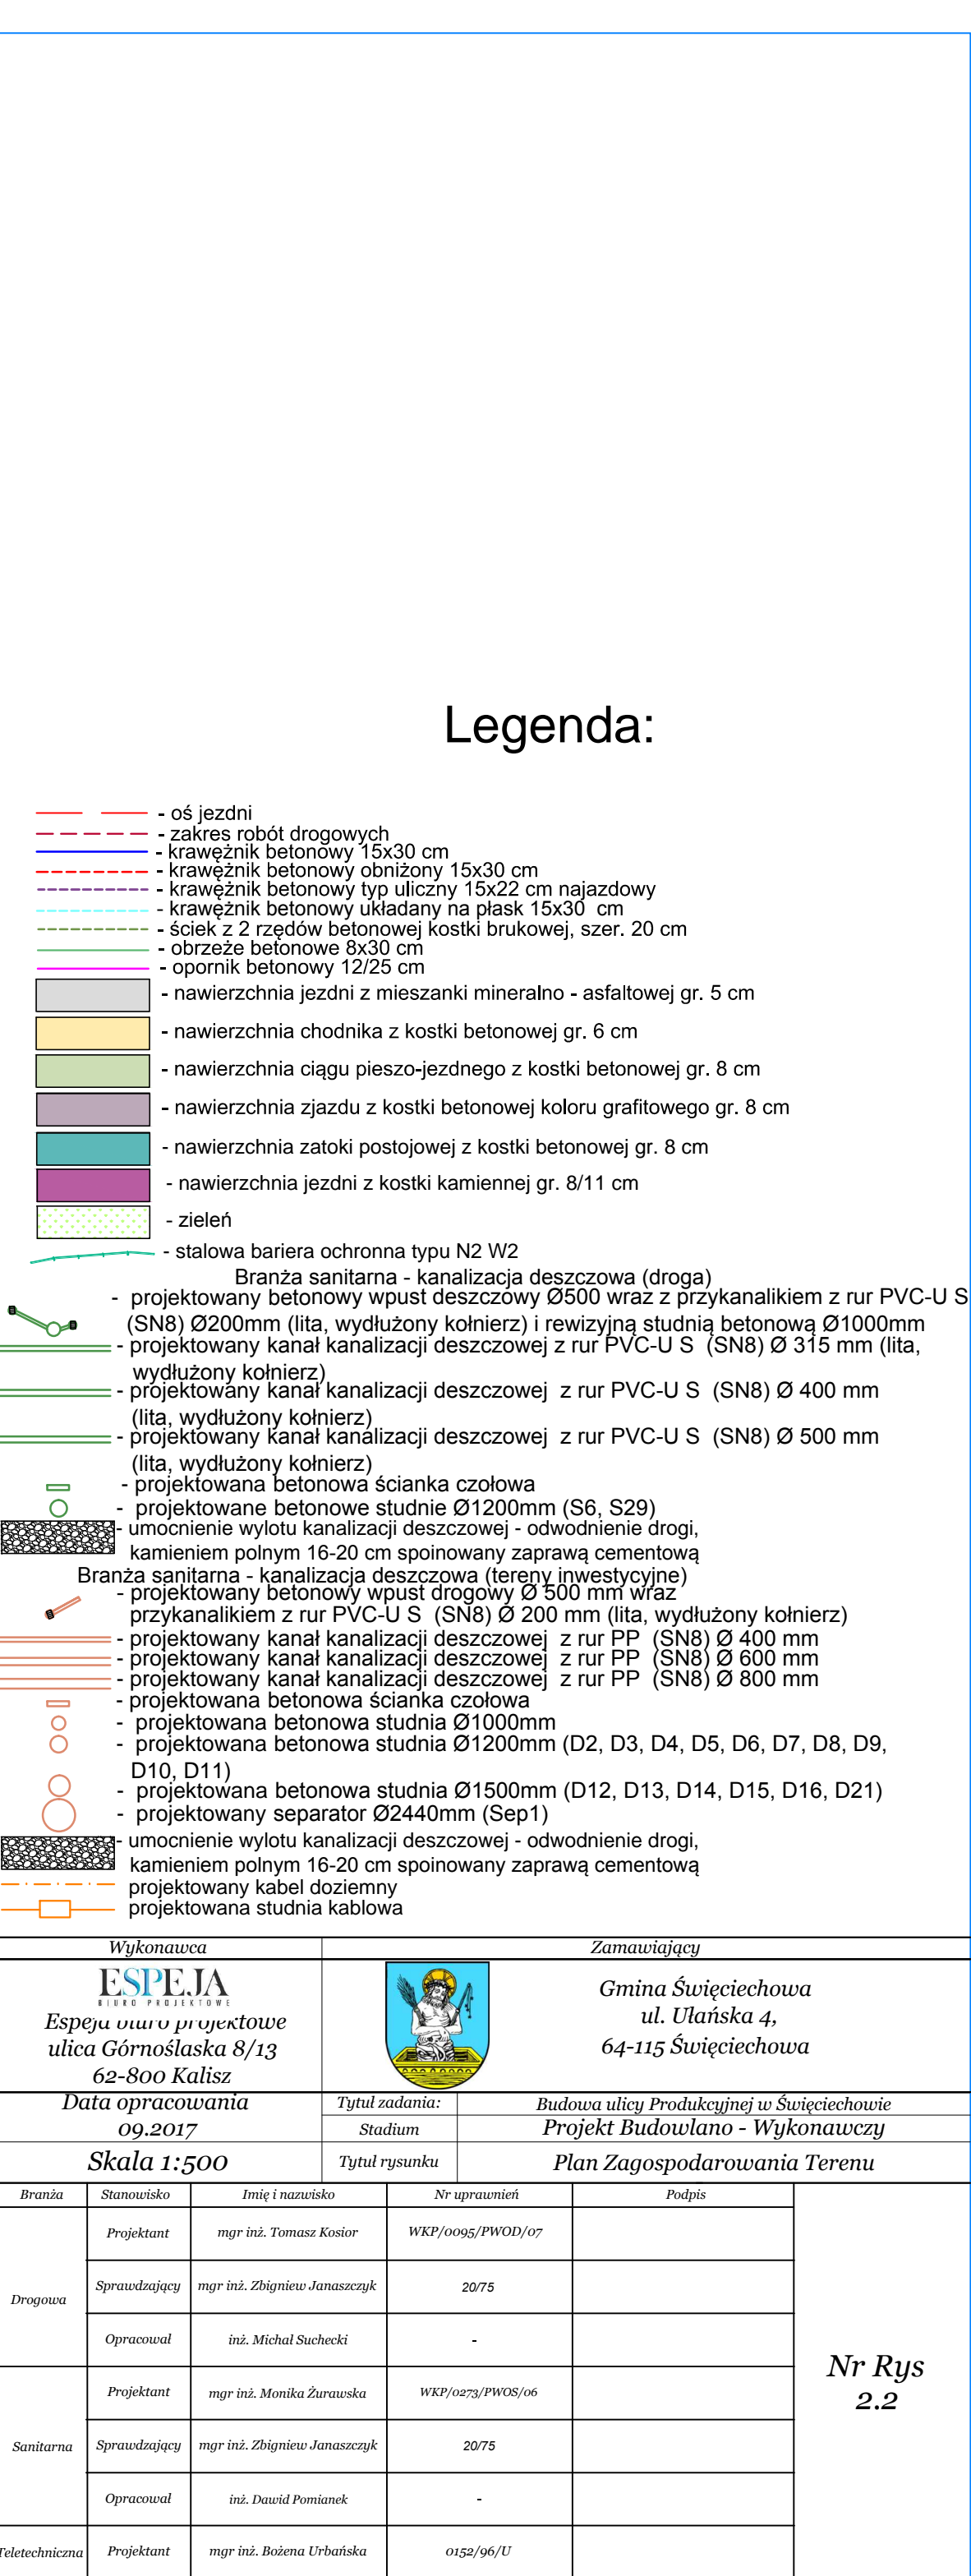 Legenda:
- oś jezdni
- zakres robót drogowych
- krawężnik betonowy 15x30 cm
- krawężnik betonowy obniżony 15x30 cm
- krawężnik betonowy typ uliczny 15x22 cm najazdowy
- krawężnik betonowy układany na płask 15x30 cm
- ściek z 2 rzędów betonowej kostki brukowej, szer. 20 cm
- obrzeże betonowe 8x30 cm
- opornik betonowy 12/25 cm
- nawierzchnia jezdni z mieszanki mineralno - asfaltowej gr. 5 cm
- nawierzchnia chodnika z kostki betonowej gr. 6 cm
- nawierzchnia ciągu pieszo-jezdnego z kostki betonowej gr. 8 cm
- nawierzchnia zjazdu z kostki betonowej koloru grafitowego gr. 8 cm
- nawierzchnia zatoki postojowej z kostki betonowej gr. 8 cm
- nawierzchnia jezdni z kostki kamiennej gr. 8/11 cm
- zieleń
- stalowa bariera ochronna typu N2 W2
Branża sanitarna - kanalizacja deszczowa (droga)
- projektowany betonowy wpust deszczowy Ø500 wraz z przykanalikiem z rur PVC-U S
(SN8) Ø200mm (lita, wydłużony kołnierz) i rewizyjną studnią betonową Ø1000mm
- projektowany kanał kanalizacji deszczowej z rur PVC-U S (SN8) Ø 315 mm (lita,
wydłużony kołnierz)
- projektowany kanał kanalizacji deszczowej z rur PVC-U S (SN8) Ø 400 mm
(lita, wydłużony kołnierz)
- projektowany kanał kanalizacji deszczowej z rur PVC-U S (SN8) Ø 500 mm
(lita, wydłużony kołnierz)
- projektowana betonowa ścianka czołowa
- projektowane betonowe studnie Ø1200mm (S6, S29)
- umocnienie wylotu kanalizacji deszczowej - odwodnienie drogi,
kamieniem polnym 16-20 cm spoinowany zaprawą cementową
Branża sanitarna - kanalizacja deszczowa (tereny inwestycyjne)
- projektowany betonowy wpust drogowy Ø 500 mm wraz
przykanalikiem z rur PVC-U S (SN8) Ø 200 mm (lita, wydłużony kołnierz)
- projektowany kanał kanalizacji deszczowej z rur PP (SN8) Ø 400 mm
- projektowany kanał kanalizacji deszczowej z rur PP (SN8) Ø 600 mm
- projektowany kanał kanalizacji deszczowej z rur PP (SN8) Ø 800 mm
- projektowana betonowa ścianka czołowa
- projektowana betonowa studnia Ø1000mm
- projektowana betonowa studnia Ø1200mm (D2, D3, D4, D5, D6, D7, D8, D9,
D10, D11)
- projektowana betonowa studnia Ø1500mm (D12, D13, D14, D15, D16, D21)
- projektowany separator Ø2440mm (Sep1)
- umocnienie wylotu kanalizacji deszczowej - odwodnienie drogi,
kamieniem polnym 16-20 cm spoinowany zaprawą cementową
projektowany kabel doziemny
projektowana studnia kablowa
Wykonawca
ESPEJA
BIURO PROJEKTOWE
Espeja biuro projektowe
ulica Górnośląska 8/13
62-800 Kalisz
Zamawiający
Gmina Święciechowa
ul. Ułańska 4,
64-115 Święciechowa
Data opracowania
09.2017
Skala 1:500
Tytuł zadania: Budowa ulicy Produkcyjnej w Święciechowie
Stadium Projekt Budowlano - Wykonawczy
Tytuł rysunku Plan Zagospodarowania Terenu
Branża Stanowisko Imię i nazwisko Nr uprawnień Podpis
Drogowa
Projektant mgr inż. Tomasz Kosior WKP/0095/PWOD/07
Sprawdzający mgr inż. Zbigniew Janaszczyk 20/75
Opracował inż. Michał Suchecki -
Sanitarna
Projektant mgr inż. Monika Żurawska WKP/0273/PWOS/06
Sprawdzający mgr inż. Zbigniew Janaszczyk 20/75
Opracował inż. Dawid Pomianek -
Teletechniczna Projektant mgr inż. Bożena Urbańska 0152/96/U
Nr Rys
2.2